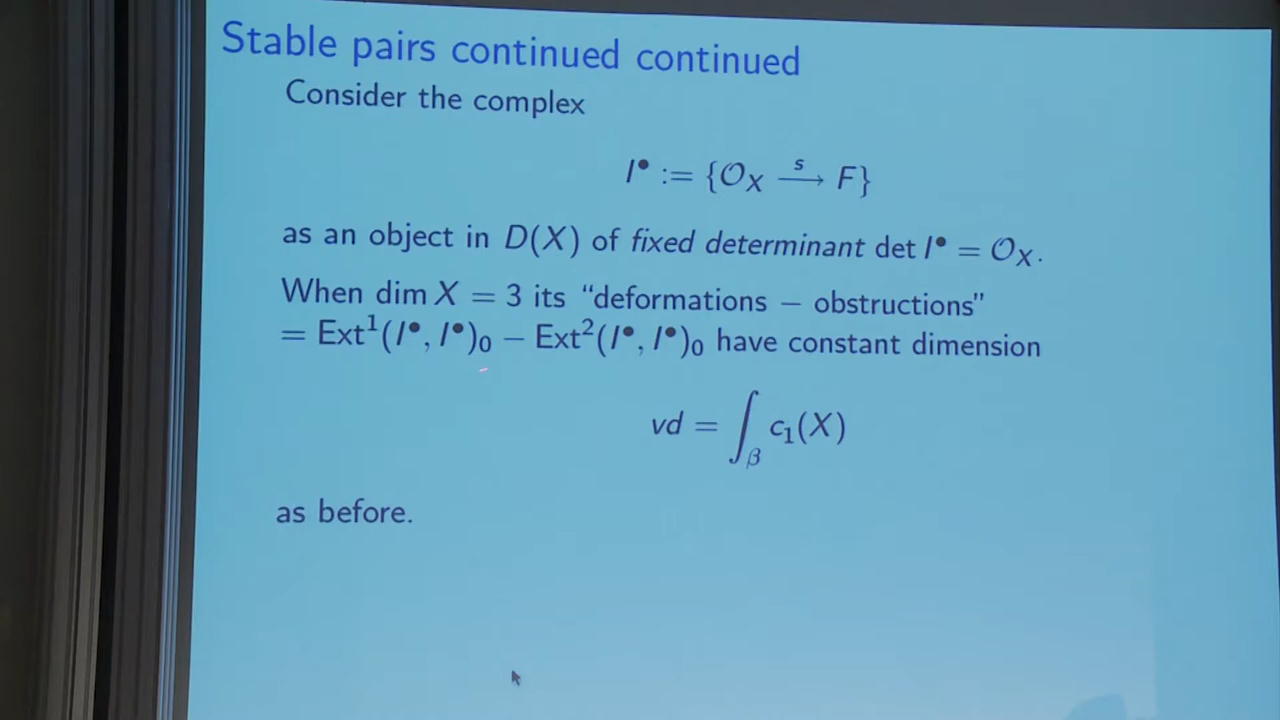 Stable pairs continued continued
Consider the complex
I• := {𝒪_X —s→ F}
as an object in D(X) of fixed determinant det I• = 𝒪_X.
When dim X = 3 its “deformations – obstructions”
= Ext¹(I•, I•)₀ – Ext²(I•, I•)₀ have constant dimension
vd = ∫_β c₁(X)
as before.